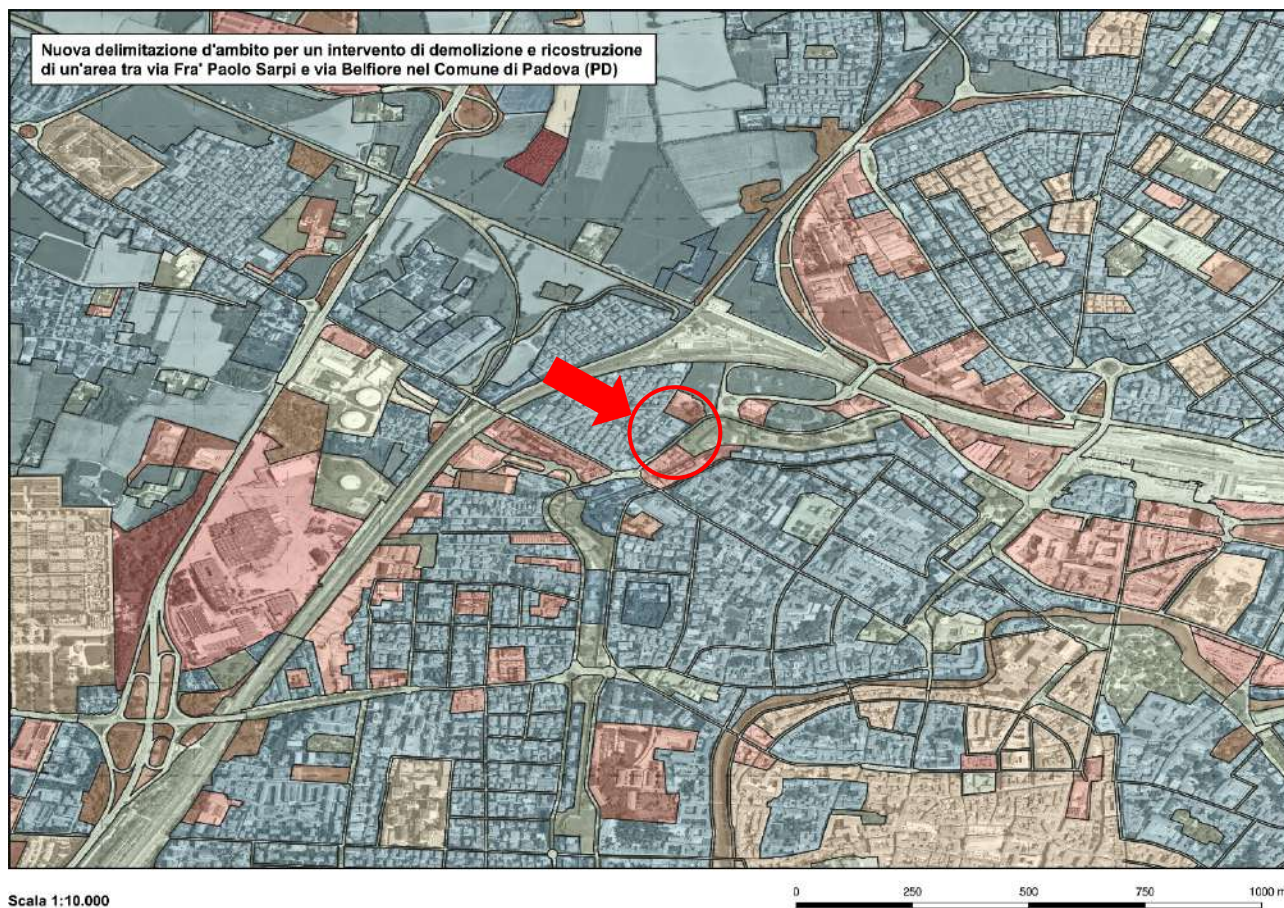 Nuova delimitazione d'ambito per un intervento di demolizione e ricostruzione
di un'area tra via Fra' Paolo Sarpi e via Belfiore nel Comune di Padova (PD)
Scala 1:10.000
0 250 500 750 1000 m